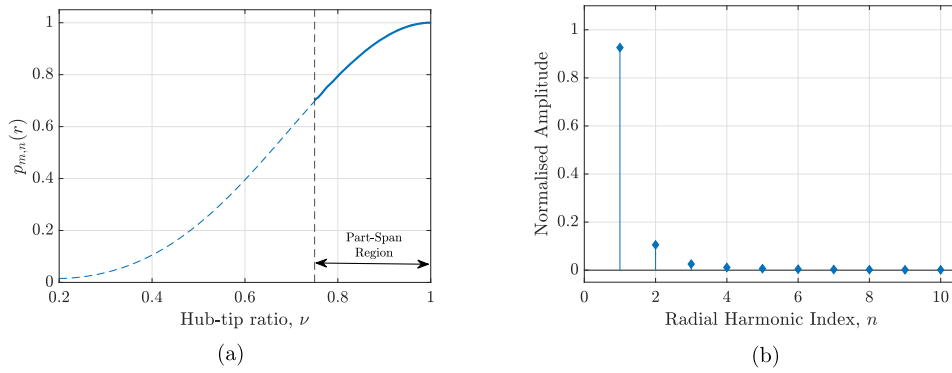 1
0.8
0.6
0.4
0.2
0
p_{m,n}(r)
Part-Span
Region
0.2 0.4 0.6 0.8 1
Hub-tip ratio, ν
(a)
1
0.8
0.6
0.4
0.2
0
Normalised Amplitude
0 2 4 6 8 10
Radial Harmonic Index, n
(b)